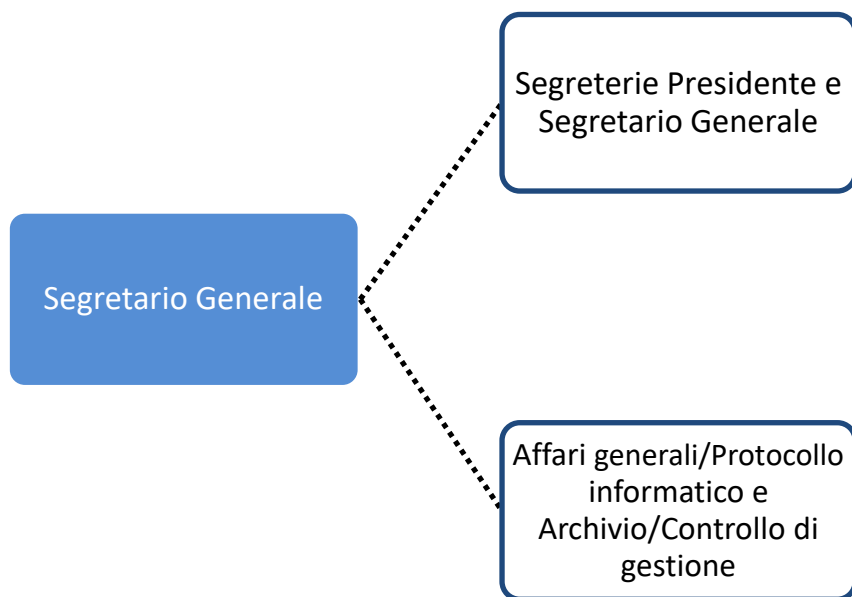 Segreterie Presidente e
Segretario Generale
Segretario Generale
Affari generali/Protocollo
informatico e
Archivio/Controllo di
gestione